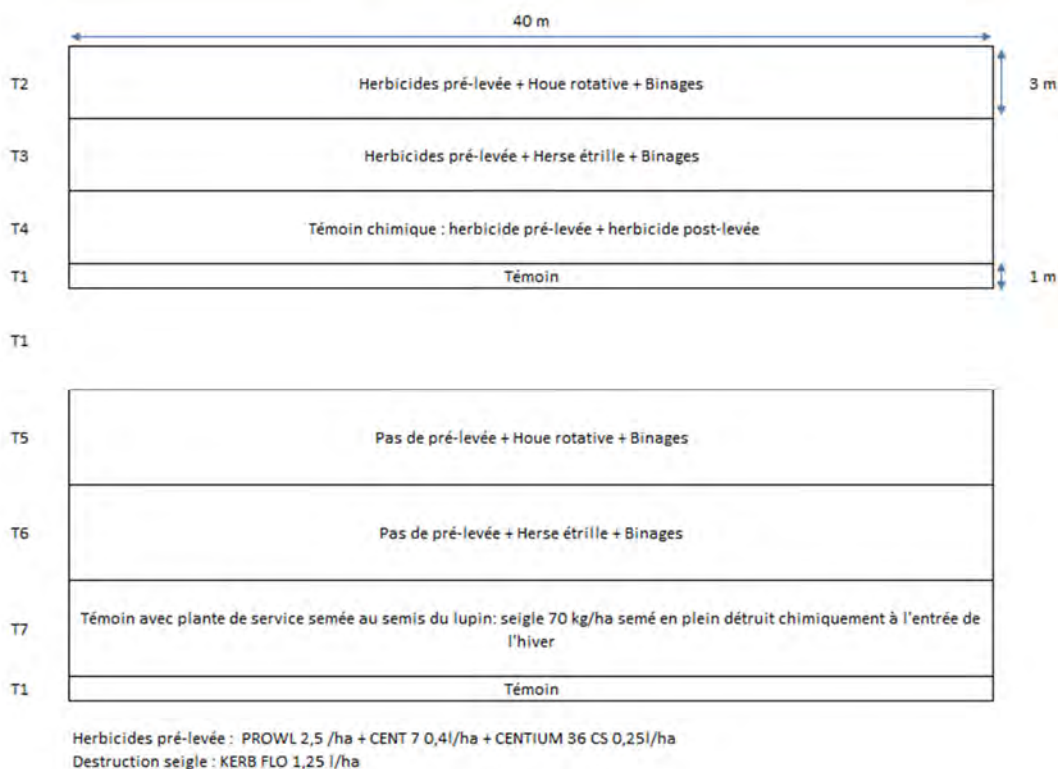 40 m
T2 Herbicides pré-levée + Houe rotative + Binages 3 m
T3 Herbicides pré-levée + Herse étrille + Binages
T4 Témoin chimique : herbicide pré-levée + herbicide post-levée
T1 Témoin 1 m
T1
T5 Pas de pré-levée + Houe rotative + Binages
T6 Pas de pré-levée + Herse étrille + Binages
T7 Témoin avec plante de service semée au semis du lupin: seigle 70 kg/ha semé en plein détruit chimiquement à l'entrée de
l'hiver
T1 Témoin
Herbicides pré-levée : PROWL 2,5 /ha + CENT 7 0,4l/ha + CENTIUM 36 CS 0,25l/ha
Destruction seigle : KERB FLO 1,25 l/ha